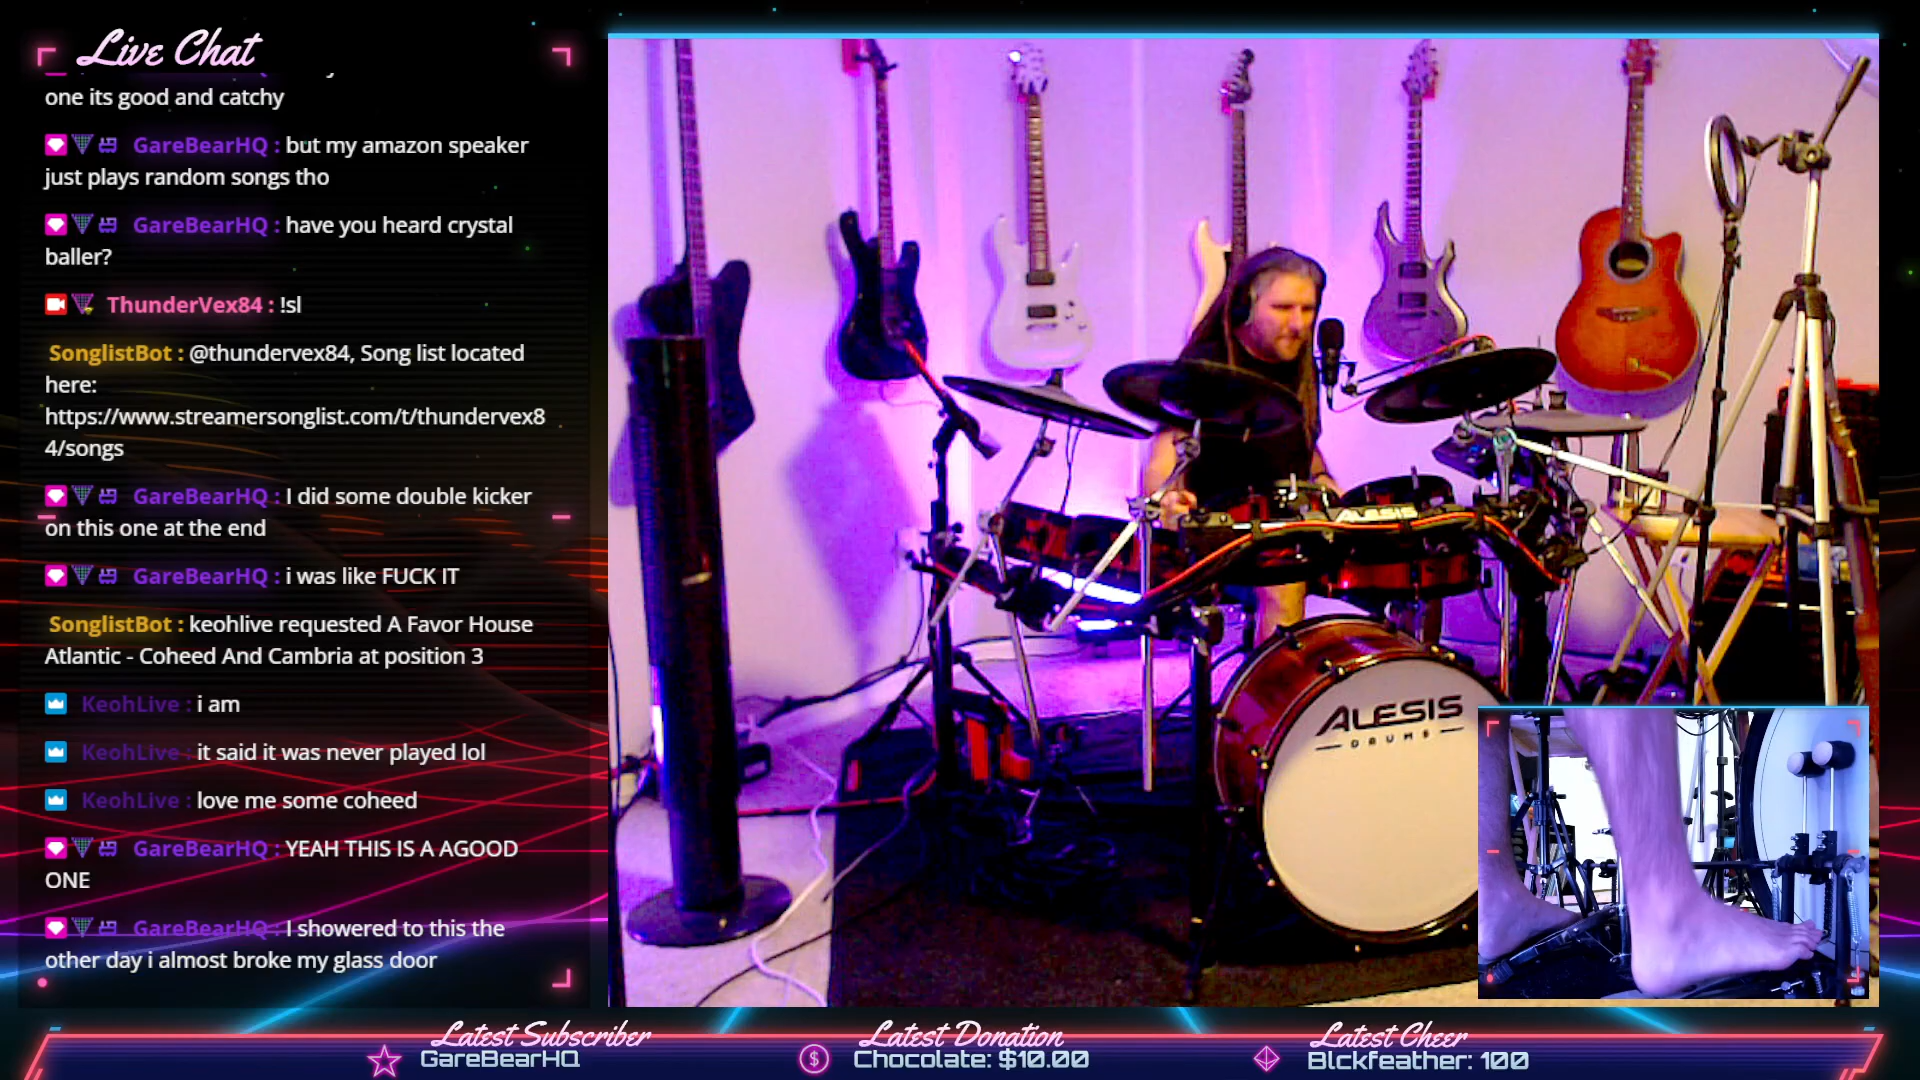 Live Chat
one its good and catchy
GareBearHQ : but my amazon speaker
just plays random songs tho
GareBearHQ : have you heard crystal
baller?
ThunderVex84 : !sl
SonglistBot : @thundervex84, Song list located
here:
https://www.streamersonglist.com/t/thundervex8
4/songs
GareBearHQ : I did some double kicker
on this one at the end
GareBearHQ : i was like FUCK IT
SonglistBot : keohlive requested A Favor House
Atlantic - Coheed And Cambria at position 3
KeohLive : i am
KeohLive : it said it was never played lol
KeohLive : love me some coheed
GareBearHQ : YEAH THIS IS A AGOOD
ONE
GareBearHQ : I showered to this the
other day i almost broke my glass door
ALESIS
ALESIS
DRUMS
Latest Subscriber
GareBearHQ
Latest Donation
Chocolate: $10.00
Latest Cheer
Blckfeather: 100